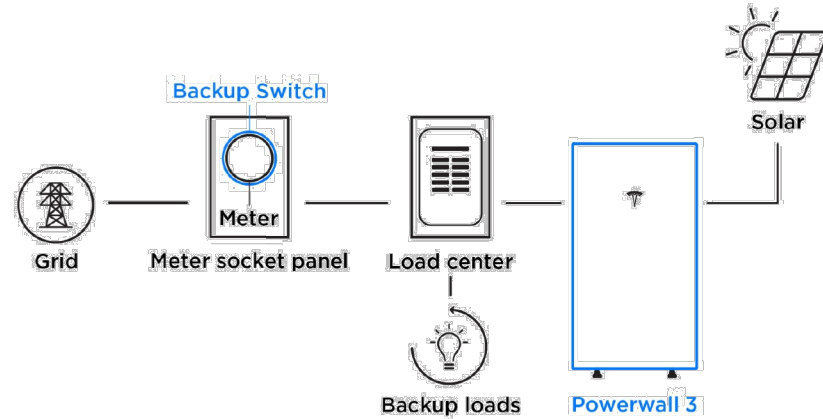 Backup Switch
Solar
Meter
Grid
Meter socket panel
Load center
Backup loads
Powerwall 3